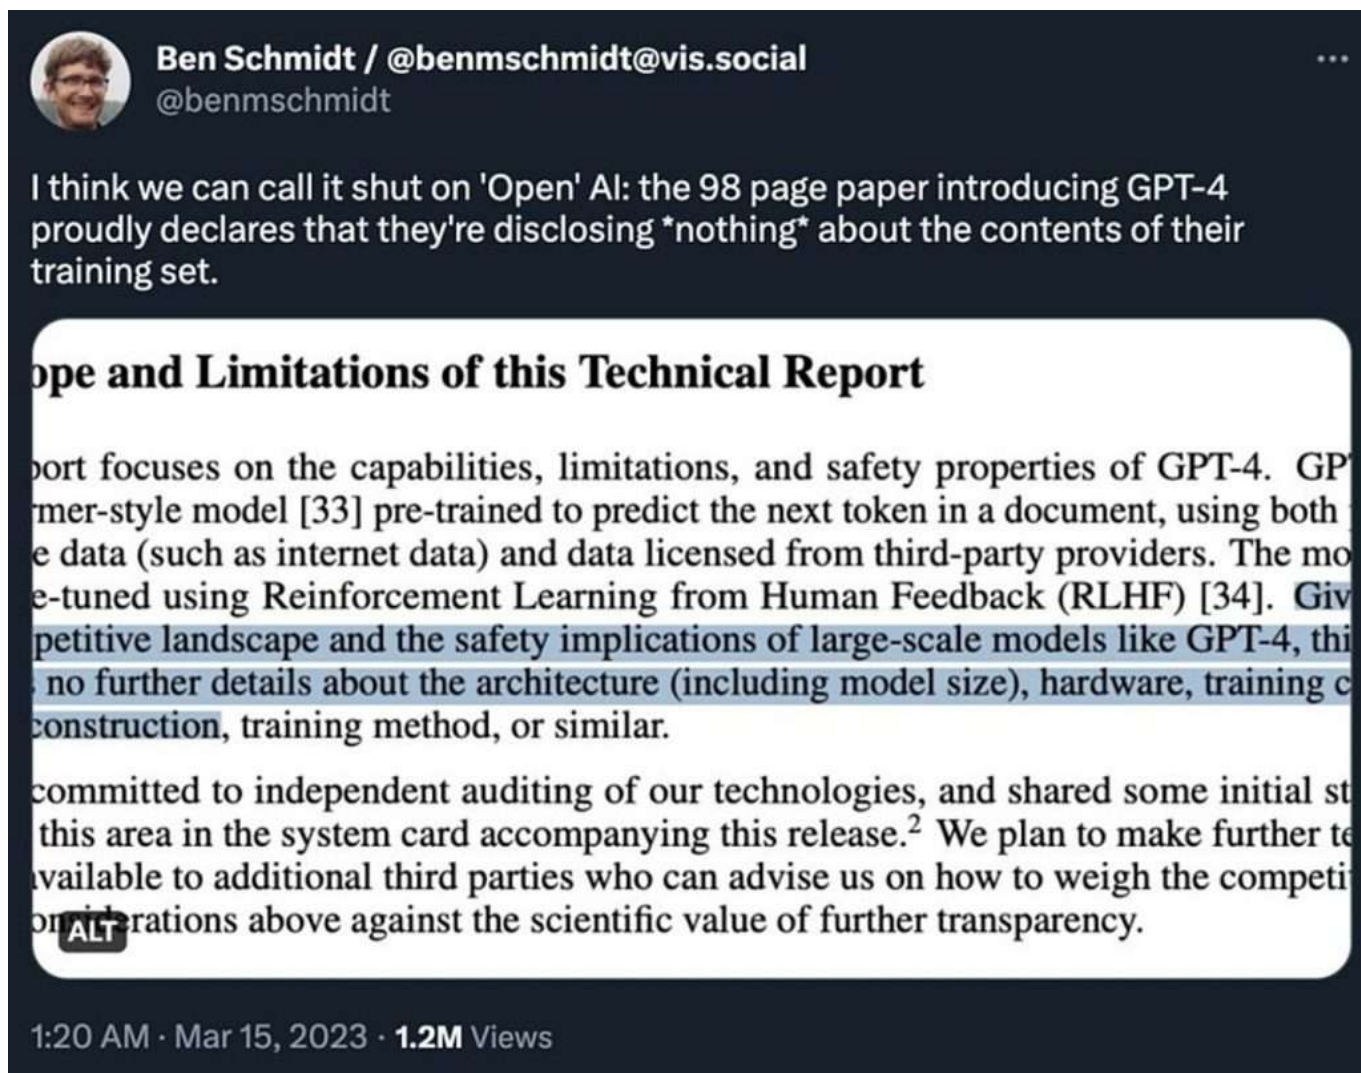 Ben Schmidt / @benmschmidt@vis.social
@benmschmidt
I think we can call it shut on 'Open' AI: the 98 page paper introducing GPT-4
proudly declares that they're disclosing *nothing* about the contents of their
training set.
ope and Limitations of this Technical Report
port focuses on the capabilities, limitations, and safety properties of GPT-4. GP
rmer-style model [33] pre-trained to predict the next token in a document, using both
e data (such as internet data) and data licensed from third-party providers. The mo
e-tuned using Reinforcement Learning from Human Feedback (RLHF) [34]. Giv
petitive landscape and the safety implications of large-scale models like GPT-4, thi
no further details about the architecture (including model size), hardware, training c
construction, training method, or similar.
committed to independent auditing of our technologies, and shared some initial st
this area in the system card accompanying this release.2 We plan to make further te
vailable to additional third parties who can advise us on how to weigh the competi
ALT rations above against the scientific value of further transparency.
1:20 AM · Mar 15, 2023 · 1.2M Views